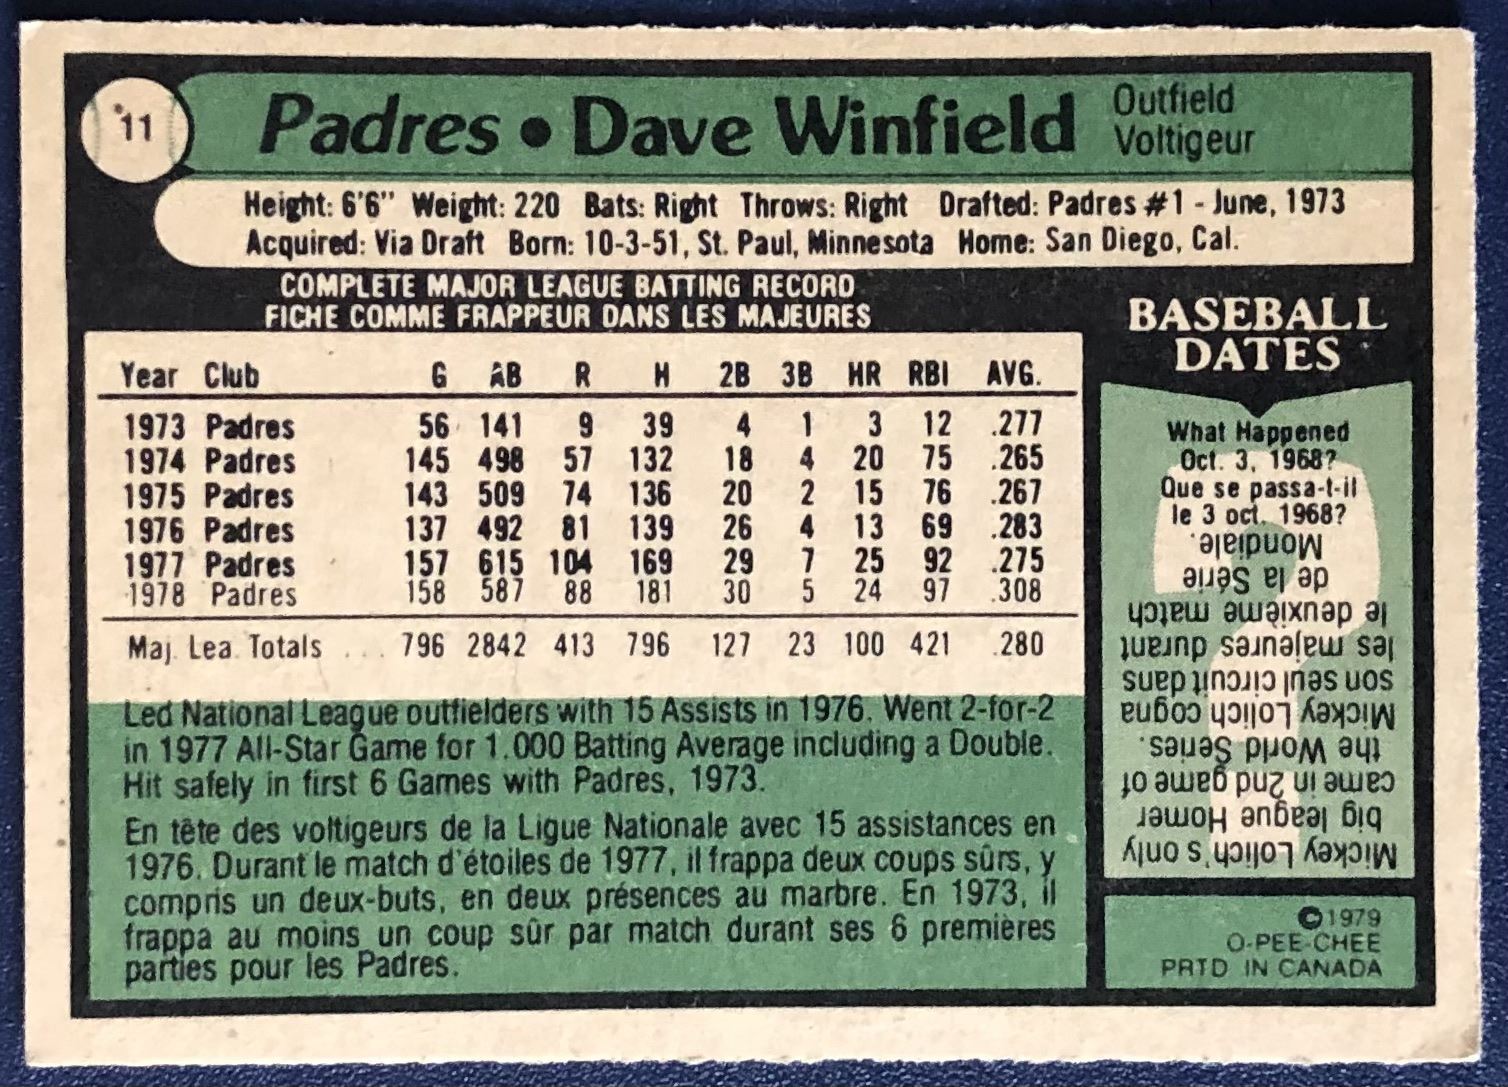 11
Padres • Dave Winfield
Outfield
Voltigeur
Height: 6'6" Weight: 220 Bats: Right Throws: Right Drafted: Padres #1 - June, 1973
Acquired: Via Draft Born: 10-3-51, St. Paul, Minnesota Home: San Diego, Cal.
COMPLETE MAJOR LEAGUE BATTING RECORD
FICHE COMME FRAPPEUR DANS LES MAJEURES
Year Club G AB R H 2B 3B HR RBI AVG.
1973 Padres 56 141 9 39 4 1 3 12 .277
1974 Padres 145 498 57 132 18 4 20 75 .265
1975 Padres 143 509 74 136 20 2 15 76 .267
1976 Padres 137 492 81 139 26 4 13 69 .283
1977 Padres 157 615 104 169 29 7 25 92 .275
1978 Padres 158 587 88 181 30 5 24 97 .308
Maj. Lea. Totals ... 796 2842 413 796 127 23 100 421 .280
Led National League outfielders with 15 Assists in 1976. Went 2-for-2
in 1977 All-Star Game for 1.000 Batting Average including a Double.
Hit safely in first 6 Games with Padres, 1973.
En tête des voltigeurs de la Ligue Nationale avec 15 assistances en
1976. Durant le match d'étoiles de 1977, il frappa deux coups sûrs, y
compris un deux-buts, en deux présences au marbre. En 1973, il
frappa au moins un coup sûr par match durant ses 6 premières
parties pour les Padres.
BASEBALL
DATES
What Happened
Oct. 3, 1968?
Que se passa-t-il
le 3 oct. 1968?
Mickey Lolich's only
big league Homer
came in 2nd game of
the World Series.
Mickey Lolich cogna
son seul circuit dans
les majeures durant
le deuxième match
de la Série
Mondiale.
©1979
O-PEE-CHEE
PRTD IN CANADA